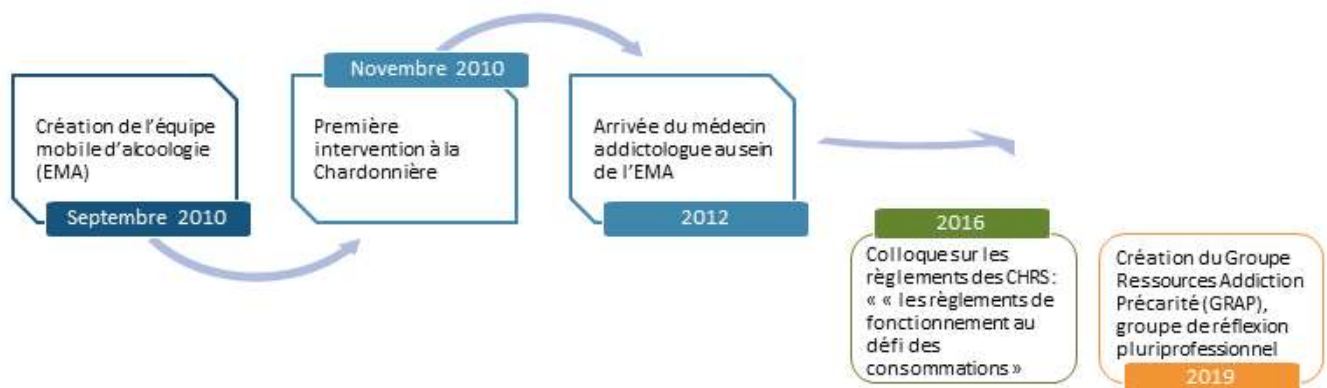 Création de l'équipe
mobile d'alcoologie
(EMA)
Septembre 2010
Novembre 2010
Première
intervention à la
Chardonnière
Arrivée du médecin
addictologue au sein
de l'EMA
2012
2016
Colloque sur les
règlements des CHRS :
« « les règlements de
fonctionnement au
défi des
consommations »
Création du Groupe
Ressources Addiction
Précarité (GRAP),
groupe de réflexion
pluriprofessionnel
2019